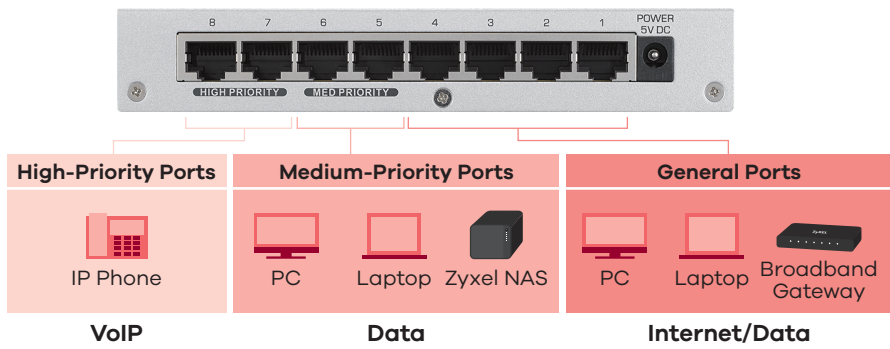 8 7 6 5 4 3 2 1
POWER
5V DC
HIGH PRIORITY MED PRIORITY
High-Priority Ports
Medium-Priority Ports
General Ports
IP Phone
PC
Laptop
Zyxel NAS
PC
Laptop
ZyXEL
Broadband
Gateway
VoIP
Data
Internet/Data